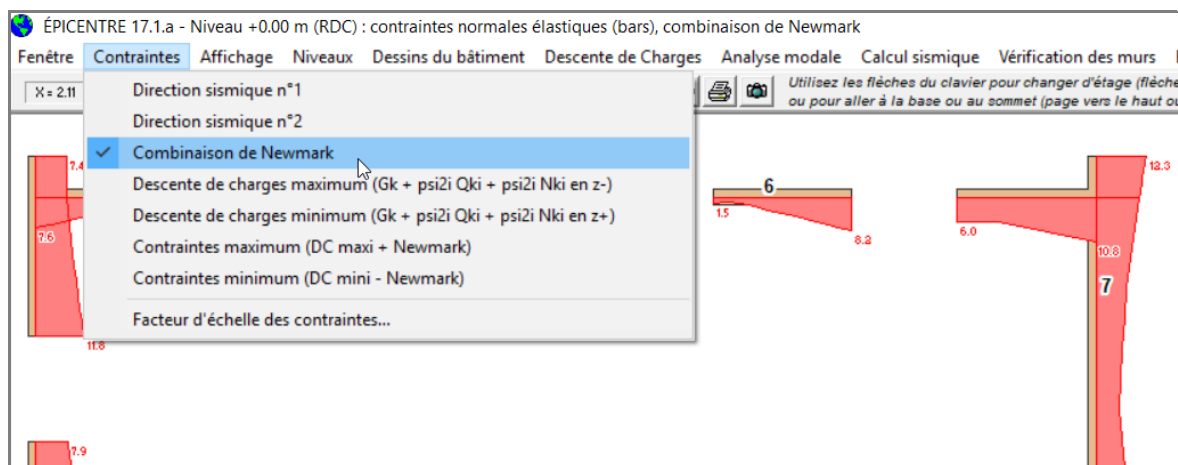 ÉPICENTRE 17.1.a - Niveau +0.00 m (RDC) : contraintes normales élastiques (bars), combinaison de Newmark
Fenêtre Contraintes Affichage Niveaux Dessins du bâtiment Descente de Charges Analyse modale Calcul sismique Vérification des murs
X = 2.11
Utilisez les flèches du clavier pour changer d'étage (flèche
ou pour aller à la base ou au sommet (page vers le haut ou
Direction sismique n°1
Direction sismique n°2
Combinaison de Newmark
Descente de charges maximum (Gk + psi2i Qki + psi2i Nki en z-)
Descente de charges minimum (Gk + psi2i Qki + psi2i Nki en z+)
Contraintes maximum (DC maxi + Newmark)
Contraintes minimum (DC mini - Newmark)
Facteur d'échelle des contraintes...
7.4
12.3
6
1.5
7.6
8.2
6.0
10.8
7
11.8
7.9